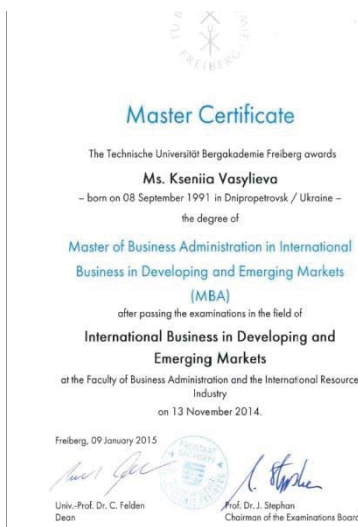 FREIBERG
Master Certificate
The Technische Universität Bergakademie Freiberg awards
Ms. Kseniia Vasylieva
– born on 08 September 1991 in Dnipropetrovsk / Ukraine –
the degree of
Master of Business Administration in International
Business in Developing and Emerging Markets
(MBA)
after passing the examinations in the field of
International Business in Developing and
Emerging Markets
at the Faculty of Business Administration and the International Resource
Industry
on 13 November 2014.
Freiberg, 09 January 2015
FREISTAAT
SACHSEN
Univ.-Prof. Dr. C. Felden
Prof. Dr. J. Stephan
Dean
Chairman of the Examinations Board